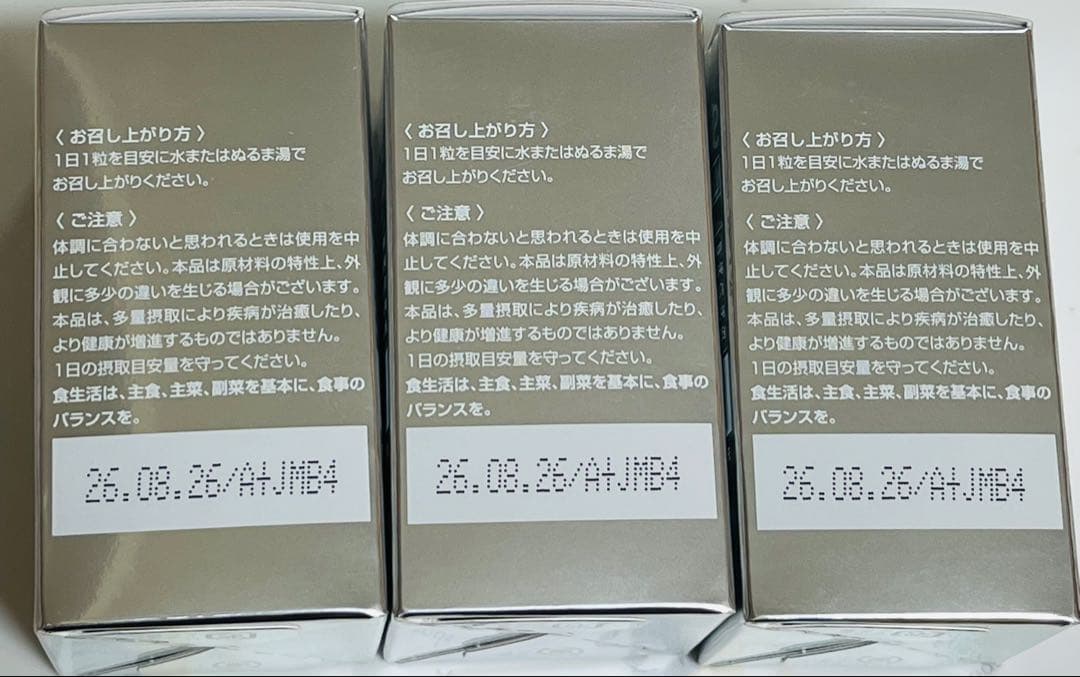 〈 お召し上がり方 〉
1日1粒を目安に水またはぬるま湯で
お召し上がりください。
〈 ご注意 〉
体調に合わないと思われるときは使用を中
止してください。本品は原材料の特性上、外
観に多少の違いを生じる場合がございます。
本品は、多量摂取により疾病が治癒したり、
より健康が増進するものではありません。
1日の摂取目安量を守ってください。
食生活は、主食、主菜、副菜を基本に、食事の
バランスを。
26.08.26/A+JMB4
〈 お召し上がり方 〉
1日1粒を目安に水またはぬるま湯で
お召し上がりください。
〈 ご注意 〉
体調に合わないと思われるときは使用を中
止してください。本品は原材料の特性上、外
観に多少の違いを生じる場合がございます。
本品は、多量摂取により疾病が治癒したり、
より健康が増進するものではありません。
1日の摂取目安量を守ってください。
食生活は、主食、主菜、副菜を基本に、食事の
バランスを。
26.08.26/A+JMB4
〈 お召し上がり方 〉
1日1粒を目安に水またはぬるま湯で
お召し上がりください。
〈 ご注意 〉
体調に合わないと思われるときは使用を中
止してください。本品は原材料の特性上、外
観に多少の違いを生じる場合がございます。
本品は、多量摂取により疾病が治癒したり、
より健康が増進するものではありません。
1日の摂取目安量を守ってください。
食生活は、主食、主菜、副菜を基本に、食事の
バランスを。
26.08.26/A+JMB4